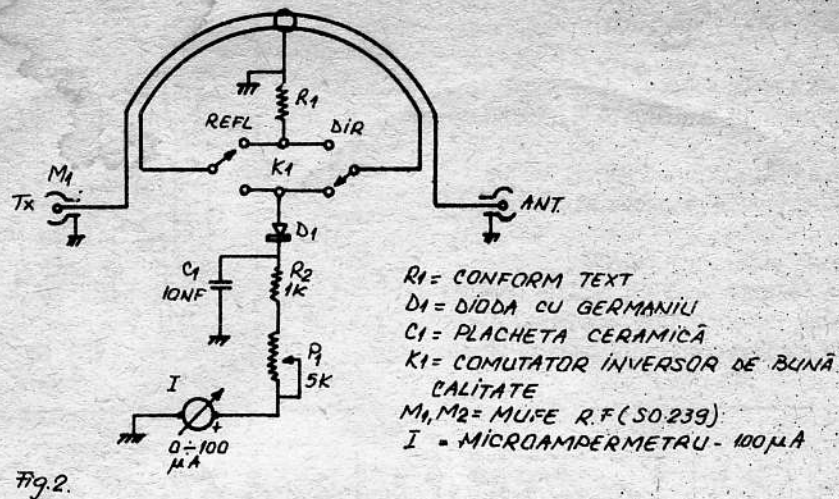 R1
REFL
DIR
K1
M1
Tx
ANT.
D1
C1
10NF
R2
1K
P1
5K
I
+
0÷100
µA
R1 = CONFORM TEXT
D1 = DIODA CU GERMANIU
C1 = PLACHETA CERAMICĂ
K1 = COMUTATOR INVERSOR DE BUNĂ
CALITATE
M1, M2 = MUFE R.F (SO.239)
I = MICROAMPERMETRU - 100µA
Fig.2.